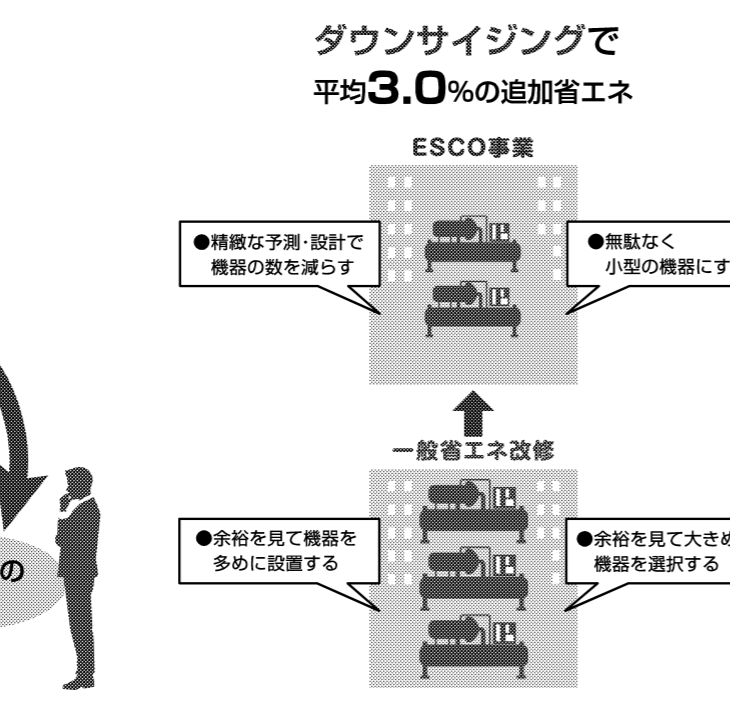 ダウンサイジングで
平均3.0%の追加省エネ
ESCO事業
●精緻な予測・設計で
機器の数を減らす
●無駄なく
小型の機器にす
一般省エネ改修
●余裕を見て機器を
多めに設置する
●余裕を見て大きめ
機器を選択する
の